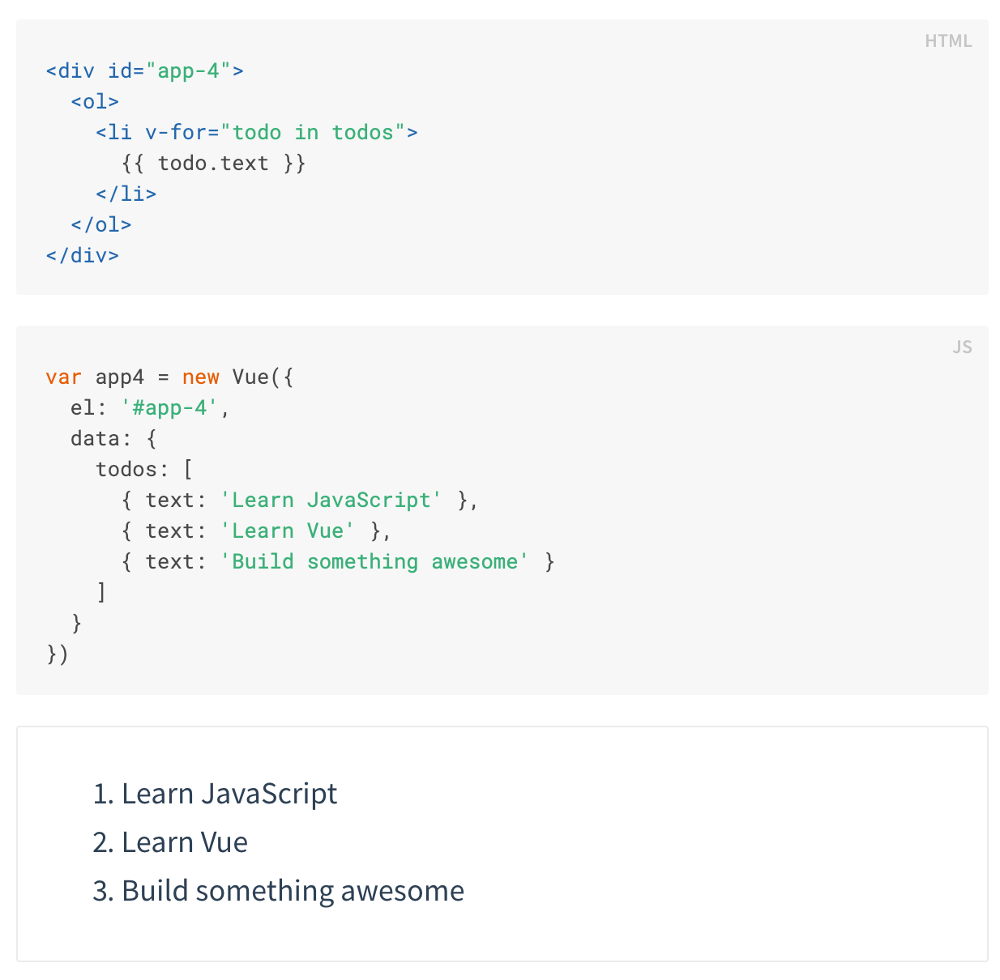 HTML
<div id="app-4">
  <ol>
    <li v-for="todo in todos">
      {{ todo.text }}
    </li>
  </ol>
</div>
JS
var app4 = new Vue({
  el: '#app-4',
  data: {
    todos: [
      { text: 'Learn JavaScript' },
      { text: 'Learn Vue' },
      { text: 'Build something awesome' }
    ]
  }
})
1. Learn JavaScript
2. Learn Vue
3. Build something awesome